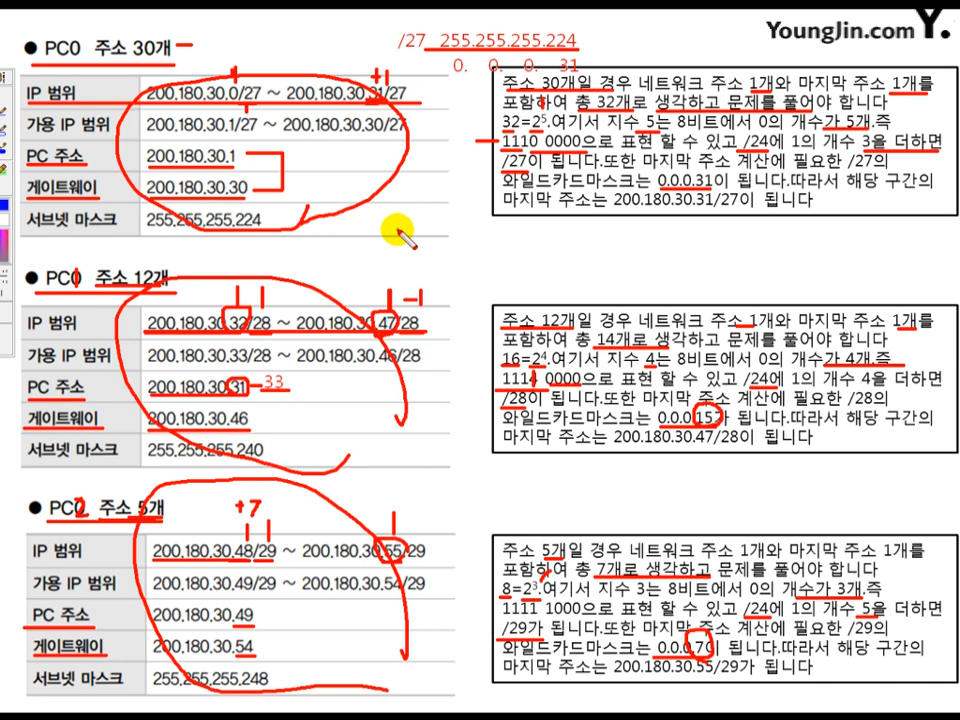 YoungJin.com Y.
/27 255.255.255.224
0. 0. 0. 31
● PC0 주소 30개
IP 범위 200.180.30.0/27 ~ 200.180.30.31/27
+1
가용 IP 범위 200.180.30.1/27 ~ 200.180.30.30/27
PC 주소 200.180.30.1
게이트웨이 200.180.30.30
서브넷 마스크 255.255.255.224
주소 30개일 경우 네트워크 주소 1개와 마지막 주소 1개를
포함하여 총 32개로 생각하고 문제를 풀어야 합니다
32=2⁵.여기서 지수 5는 8비트에서 0의 개수가 5개.즉
1110 0000으로 표현 할 수 있고 /24에 1의 개수 3을 더하면
/27이 됩니다.또한 마지막 주소 계산에 필요한 /27의
와일드카드마스크는 0.0.0.31이 됩니다.따라서 해당 구간의
마지막 주소는 200.180.30.31/27이 됩니다
● PC0 주소 12개
1
-1
IP 범위 200.180.30.32/28 ~ 200.180.30.47/28
가용 IP 범위 200.180.30.33/28 ~ 200.180.30.46/28
PC 주소 200.180.30.31
33
게이트웨이 200.180.30.46
서브넷 마스크 255.255.255.240
주소 12개일 경우 네트워크 주소 1개와 마지막 주소 1개를
포함하여 총 14개로 생각하고 문제를 풀어야 합니다
16=2⁴.여기서 지수 4는 8비트에서 0의 개수가 4개.즉
1111 0000으로 표현 할 수 있고 /24에 1의 개수 4을 더하면
/28이 됩니다.또한 마지막 주소 계산에 필요한 /28의
와일드카드마스크는 0.0.0.15가 됩니다.따라서 해당 구간의
마지막 주소는 200.180.30.47/28이 됩니다
● PC0 주소 5개
2
+7
IP 범위 200.180.30.48/29 ~ 200.180.30.55/29
가용 IP 범위 200.180.30.49/29 ~ 200.180.30.54/29
PC 주소 200.180.30.49
게이트웨이 200.180.30.54
서브넷 마스크 255.255.255.248
주소 5개일 경우 네트워크 주소 1개와 마지막 주소 1개를
포함하여 총 7개로 생각하고 문제를 풀어야 합니다
8=2³.여기서 지수 3는 8비트에서 0의 개수가 3개.즉
1111 1000으로 표현 할 수 있고 /24에 1의 개수 5을 더하면
/29가 됩니다.또한 마지막 주소 계산에 필요한 /29의
와일드카드마스크는 0.0.0.7이 됩니다.따라서 해당 구간의
마지막 주소는 200.180.30.55/29가 됩니다